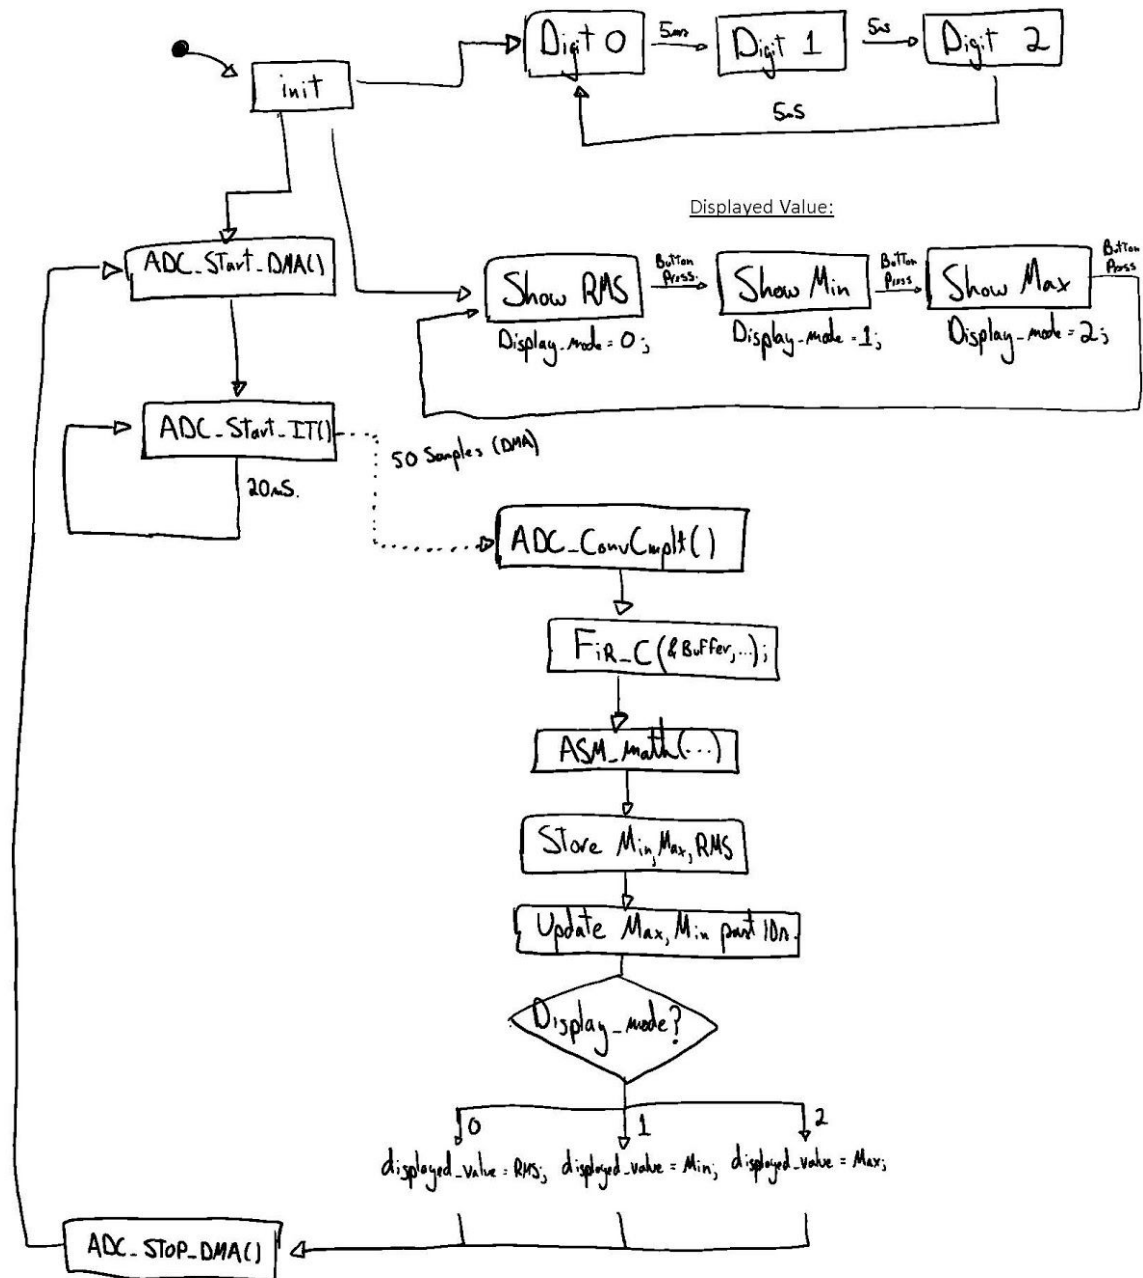 Digit 0
5ms
Digit 1
5ms
Digit 2
5mS
init
Displayed Value:
ADC_Start_DMA()
Show RMS
Button
Press.
Show Min
Button
Press
Show Max
Button
Press
Display_mode = 0;
Display_mode = 1;
Display_mode = 2;
ADC_Start_IT()
50 Samples (DMA)
20mS.
ADC_ConvCmplt()
FiR_C(&Buffer,...);
ASM_math(...)
Store Min,Max,RMS
Update Max, Min past 10s.
Display_mode?
0
1
2
displayed_value = RMS;
displayed_value = Min;
displayed_value = Max;
ADC_STOP_DMA()